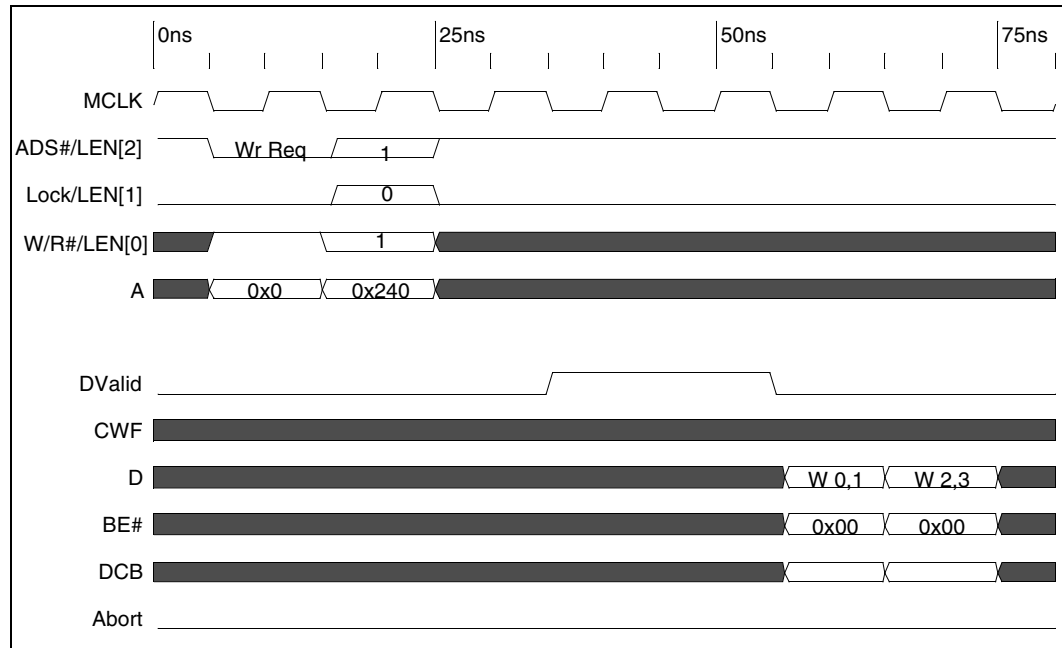 0ns 25ns 50ns 75ns
MCLK
ADS#/LEN[2] Wr Req 1
Lock/LEN[1] 0
W/R#/LEN[0] 1
A 0x0 0x240
DValid
CWF
D W 0,1 W 2,3
BE# 0x00 0x00
DCB
Abort